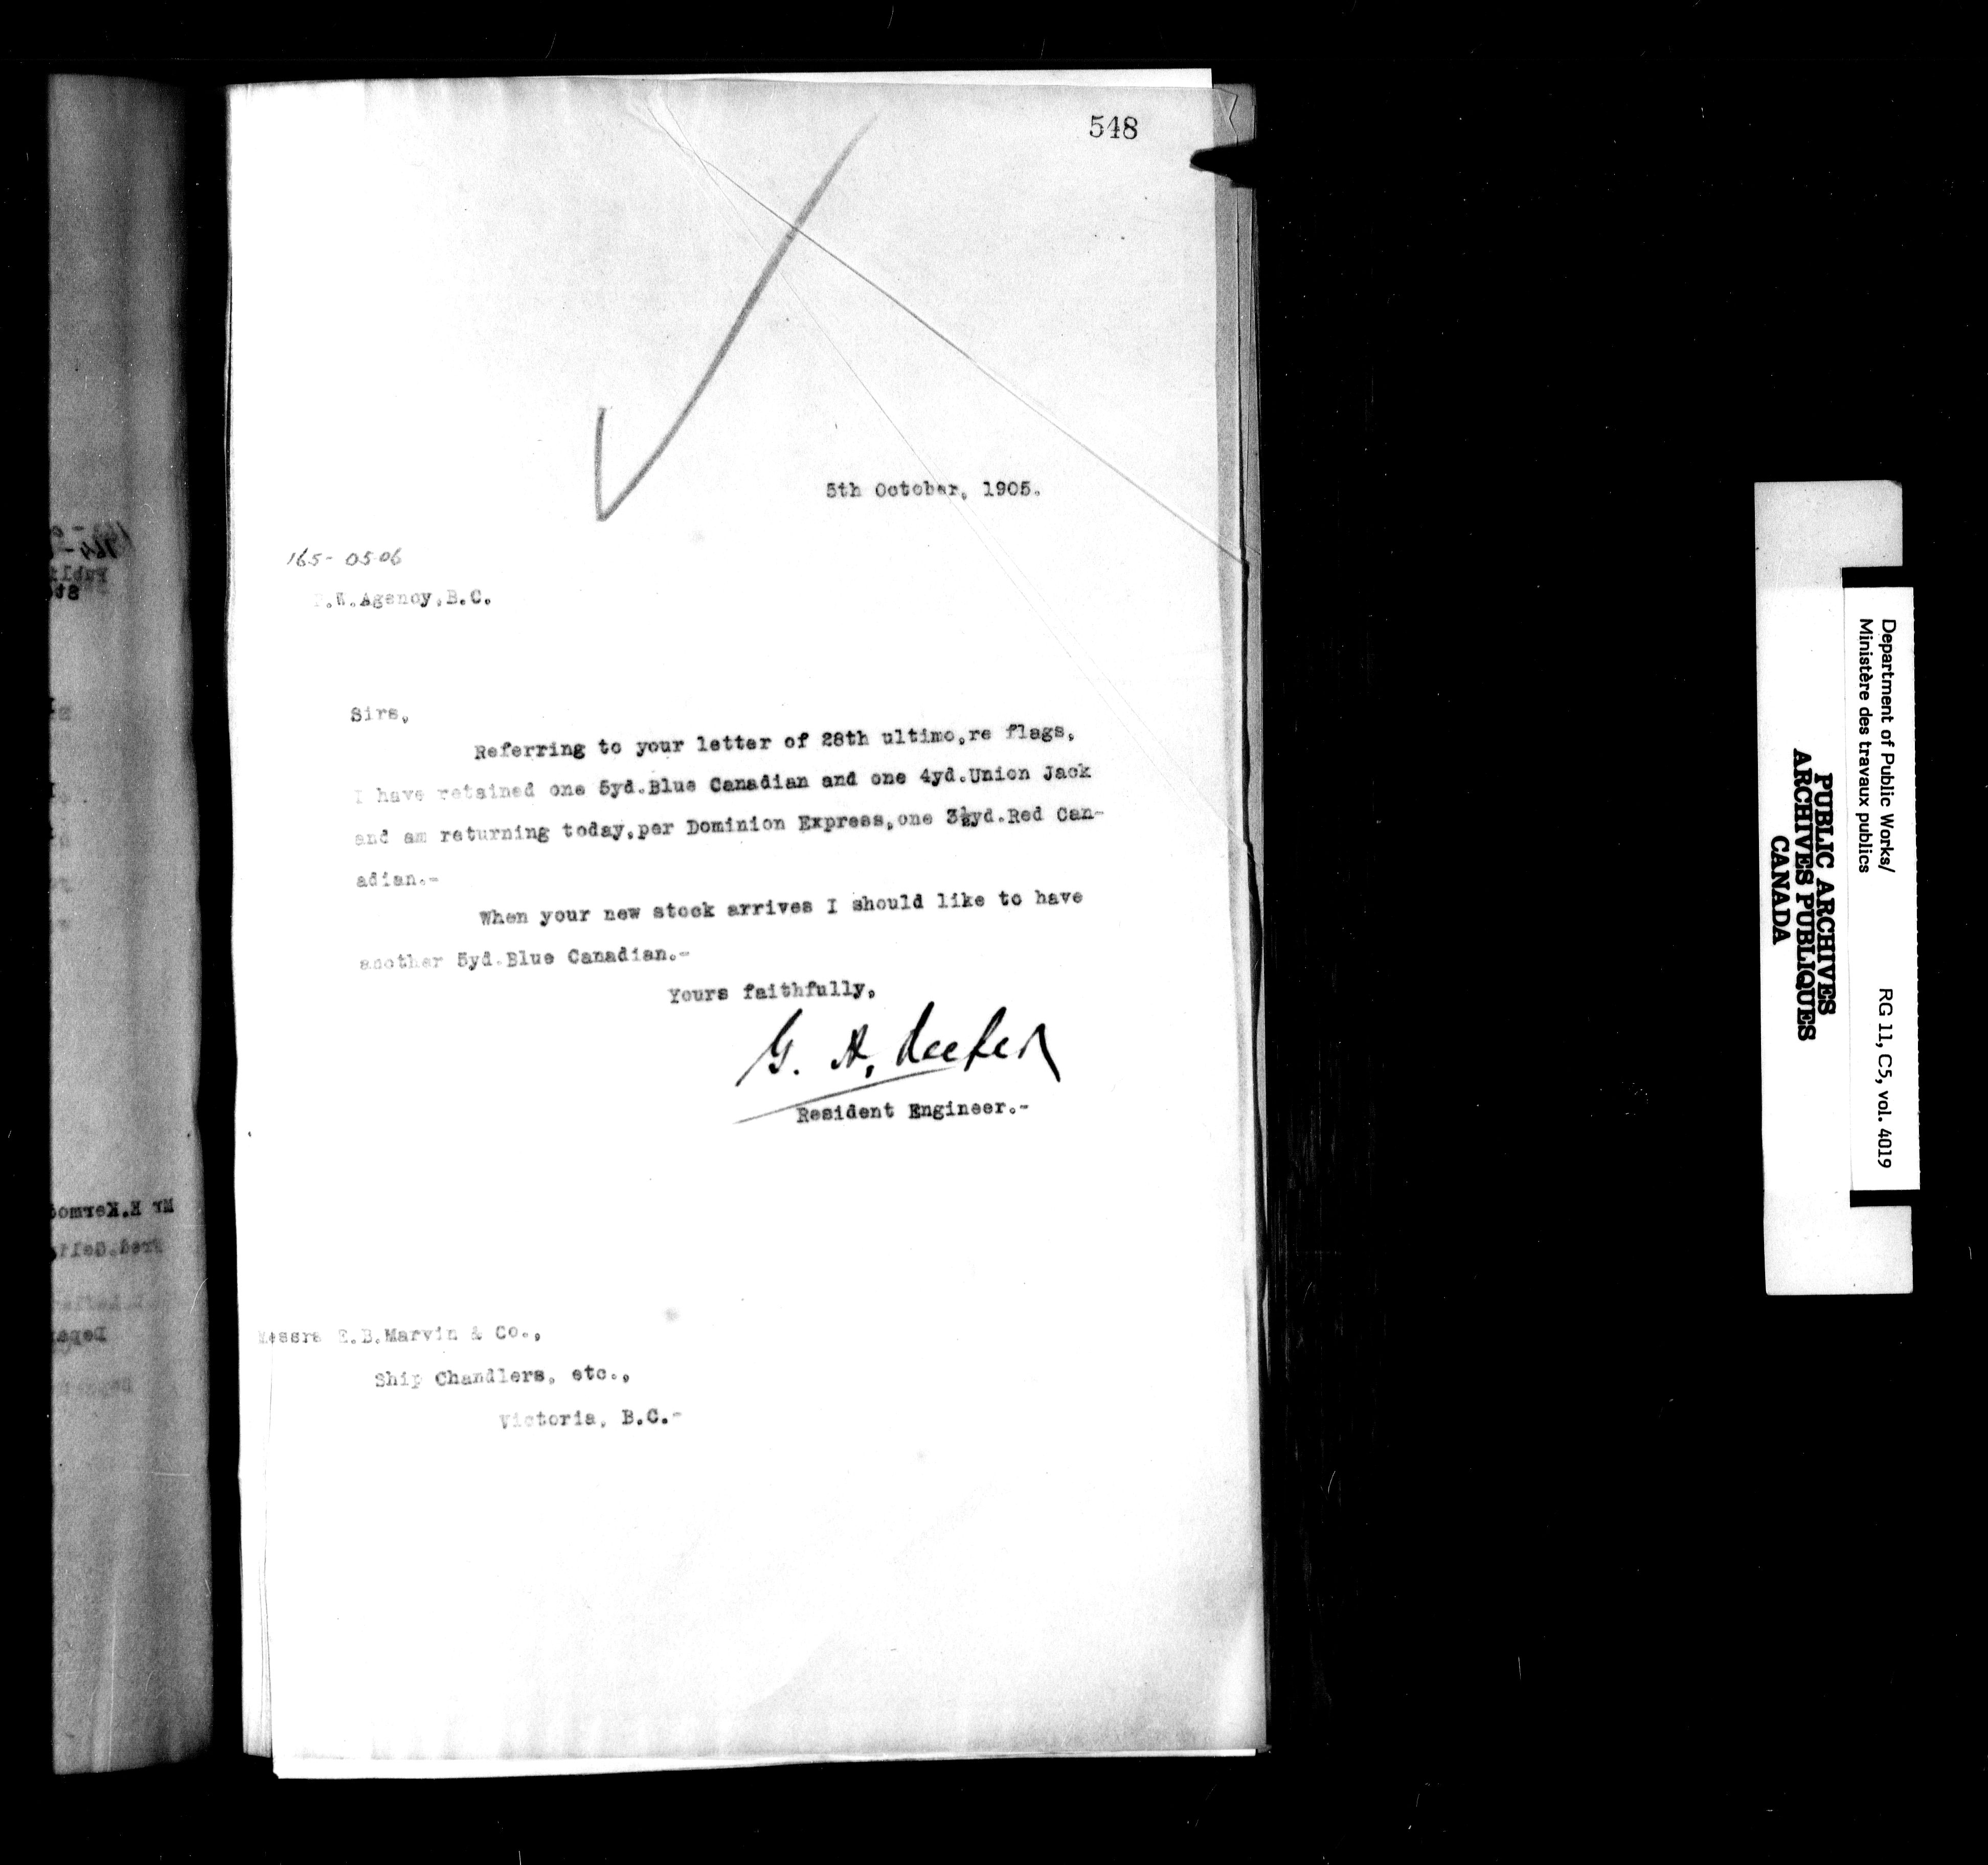 548
5th October, 1905.
165-0506
P.W.Agency,B.C.
Sirs,
Referring to your letter of 28th ultimo,re flags,
I have retained one 5yd.Blue Canadian and one 4yd.Union Jack
and am returning today,per Dominion Express,one 3½yd.Red Can-
adian.-
When your new stock arrives I should like to have
another 5yd.Blue Canadian.-
Yours faithfully,
G. A. Keefer
Resident Engineer.-
Messrs E.B.Marvin & Co.,
Ship Chandlers, etc.,
Victoria, B.C.-
Department of Public Works/
Ministère des travaux publics
RG 11, C5, vol. 4019
PUBLIC ARCHIVES
ARCHIVES PUBLIQUES
CANADA